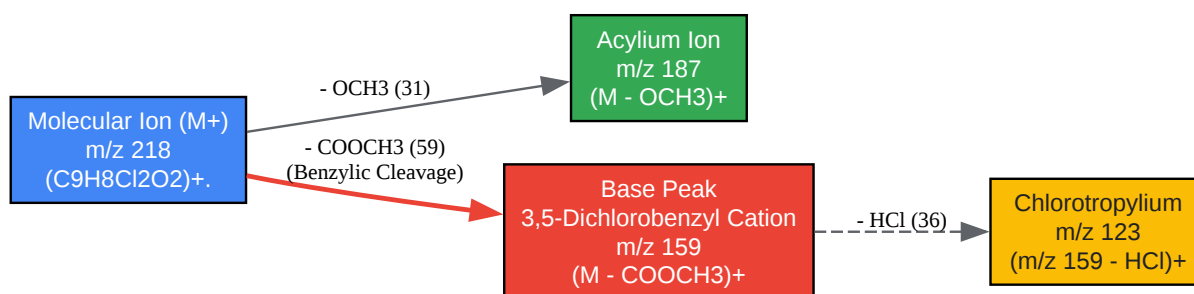 Molecular Ion (M+)
m/z 218
(C9H8Cl2O2)+.
- OCH3 (31)
- COOCH3 (59)
(Benzylic Cleavage)
Acylium Ion
m/z 187
(M - OCH3)+
Base Peak
3,5-Dichlorobenzyl Cation
m/z 159
(M - COOCH3)+
- HCl (36)
Chlorotropylium
m/z 123
(m/z 159 - HCl)+